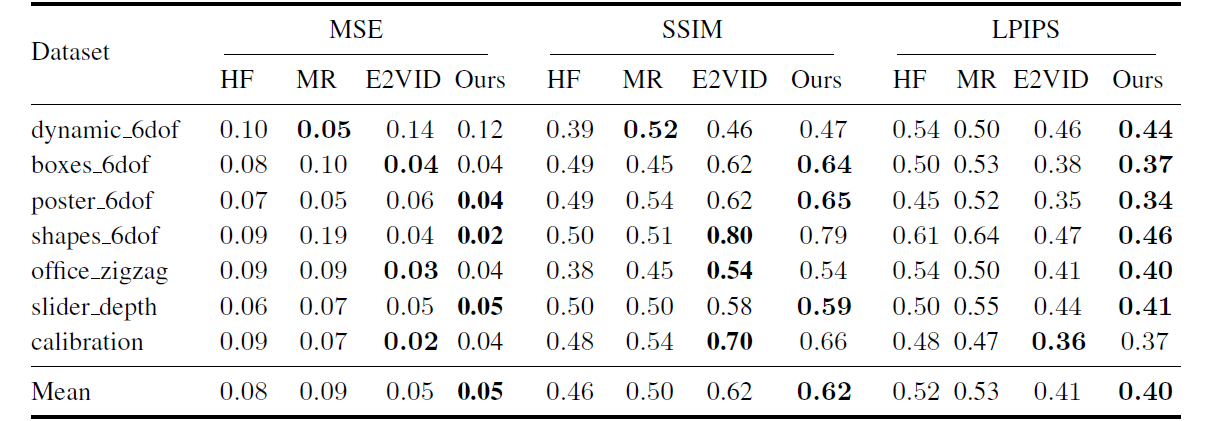 MSE SSIM LPIPS
Dataset
HF MR E2VID Ours HF MR E2VID Ours HF MR E2VID Ours
dynamic_6dof 0.10 0.05 0.14 0.12 0.39 0.52 0.46 0.47 0.54 0.50 0.46 0.44
boxes_6dof 0.08 0.10 0.04 0.04 0.49 0.45 0.62 0.64 0.50 0.53 0.38 0.37
poster_6dof 0.07 0.05 0.06 0.04 0.49 0.54 0.62 0.65 0.45 0.52 0.35 0.34
shapes_6dof 0.09 0.19 0.04 0.02 0.50 0.51 0.80 0.79 0.61 0.64 0.47 0.46
office_zigzag 0.09 0.09 0.03 0.04 0.38 0.45 0.54 0.54 0.54 0.50 0.41 0.40
slider_depth 0.06 0.07 0.05 0.05 0.50 0.50 0.58 0.59 0.50 0.55 0.44 0.41
calibration 0.09 0.07 0.02 0.04 0.48 0.54 0.70 0.66 0.48 0.47 0.36 0.37
Mean 0.08 0.09 0.05 0.05 0.46 0.50 0.62 0.62 0.52 0.53 0.41 0.40